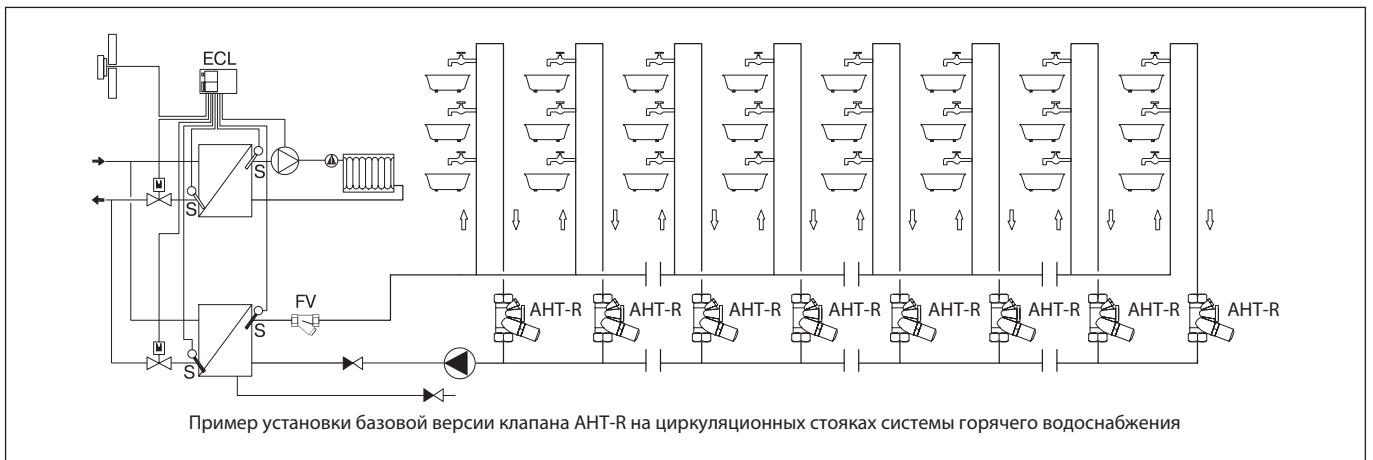 ECL
S
S
FV
S
S
AHT-R
AHT-R
AHT-R
AHT-R
AHT-R
AHT-R
AHT-R
AHT-R
Пример установки базовой версии клапана AHT-R на циркуляционных стояках системы горячего водоснабжения